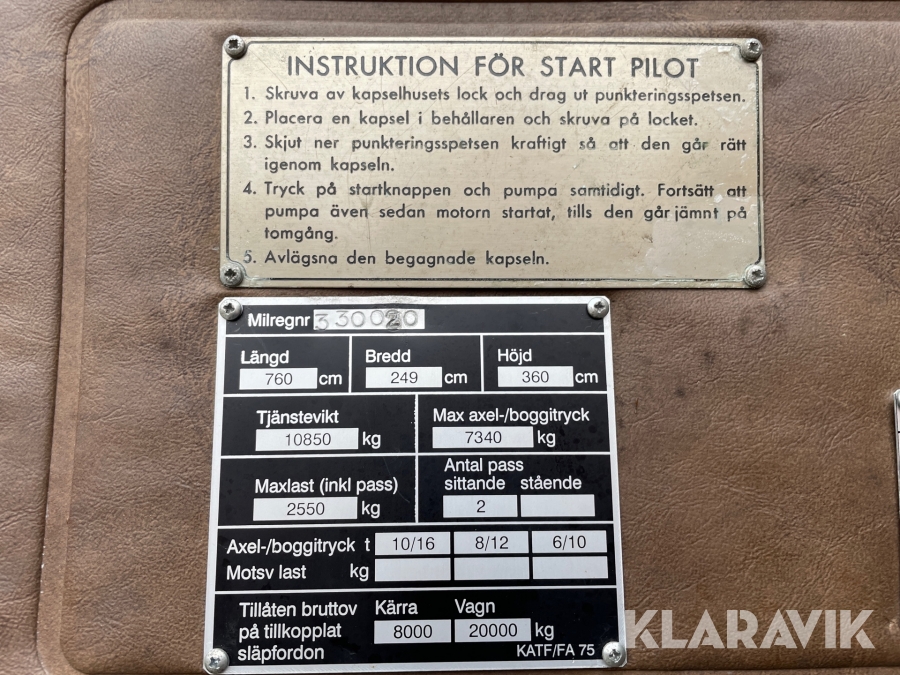 INSTRUKTION FÖR START PILOT
1. Skruva av kapselhusets lock och drag ut punkteringsspetsen.
2. Placera en kapsel i behållaren och skruva på locket.
3. Skjut ner punkteringsspetsen kraftigt så att den går rätt
igenom kapseln.
4. Tryck på startknappen och pumpa samtidigt. Fortsätt att
pumpa även sedan motorn startat, tills den går jämnt på
tomgång.
5. Avlägsna den begagnade kapseln.
Milregnr 330020
Längd Bredd Höjd
760 cm 249 cm 360 cm
Tjänstevikt Max axel-/boggitryck
10850 kg 7340 kg
Antal pass
Maxlast (inkl pass) sittande stående
2550 kg 2
Axel-/boggitryck t 10/16 8/12 6/10
Motsv last kg
Tillåten bruttov Kärra Vagn
på tillkopplat 8000 20000 kg
släpfordon KATF/FA 75
KLARAVIK